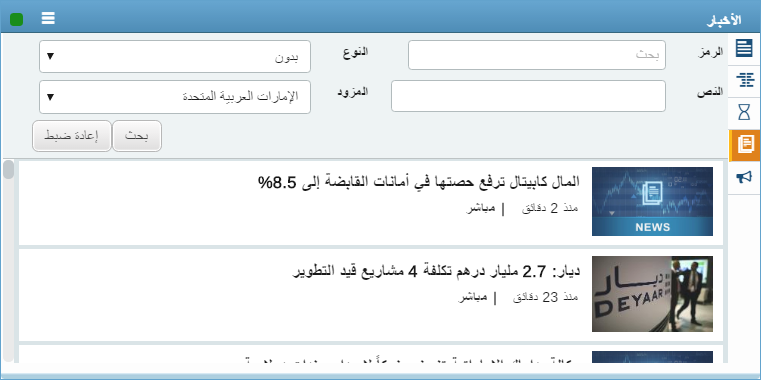 الأخبار
الرمز
بحث
النوع
بدون
النص
المزود
الإمارات العربية المتحدة
بحث
إعادة ضبط
المال كابيتال ترفع حصتها في أمانات القابضة إلى 8.5%
منذ 2 دقائق | مباشر
NEWS
ديار: 2.7 مليار درهم تكلفة 4 مشاريع قيد التطوير
منذ 23 دقائق | مباشر
ديار
DEYAAR